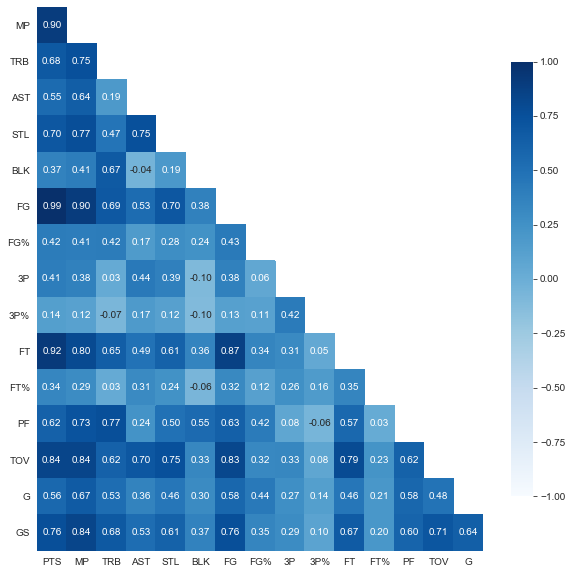 MP 0.90
TRB 0.68 0.75
AST 0.55 0.64 0.19
STL 0.70 0.77 0.47 0.75
BLK 0.37 0.41 0.67 -0.04 0.19
FG 0.99 0.90 0.69 0.53 0.70 0.38
FG% 0.42 0.41 0.42 0.17 0.28 0.24 0.43
3P 0.41 0.38 0.03 0.44 0.39 -0.10 0.38 0.06
3P% 0.14 0.12 -0.07 0.17 0.12 -0.10 0.13 0.11 0.42
FT 0.92 0.80 0.65 0.49 0.61 0.36 0.87 0.34 0.31 0.05
FT% 0.34 0.29 0.03 0.31 0.24 -0.06 0.32 0.12 0.26 0.16 0.35
PF 0.62 0.73 0.77 0.24 0.50 0.55 0.63 0.42 0.08 -0.06 0.57 0.03
TOV 0.84 0.84 0.62 0.70 0.75 0.33 0.83 0.32 0.33 0.08 0.79 0.23 0.62
G 0.56 0.67 0.53 0.36 0.46 0.30 0.58 0.44 0.27 0.14 0.46 0.21 0.58 0.48
GS 0.76 0.84 0.68 0.53 0.61 0.37 0.76 0.35 0.29 0.10 0.67 0.20 0.60 0.71 0.64
PTS MP TRB AST STL BLK FG FG% 3P 3P% FT FT% PF TOV G
1.00
0.75
0.50
0.25
0.00
−0.25
−0.50
−0.75
−1.00